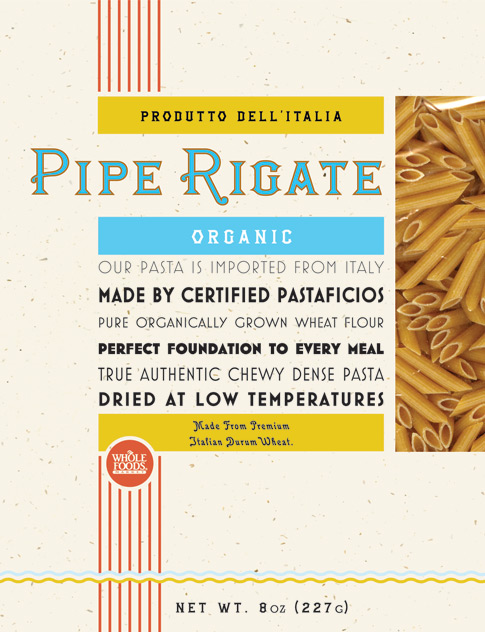 PRODUTTO DELL'ITALIA
PIPE RIGATE
ORGANIC
OUR PASTA IS IMPORTED FROM ITALY
MADE BY CERTIFIED PASTAFICIOS
PURE ORGANICALLY GROWN WHEAT FLOUR
PERFECT FOUNDATION TO EVERY MEAL
TRUE AUTHENTIC CHEWY DENSE PASTA
DRIED AT LOW TEMPERATURES
Made From Premium
Italian Durum Wheat.
WHOLE
FOODS
MARKET
NET WT. 8OZ (227G)